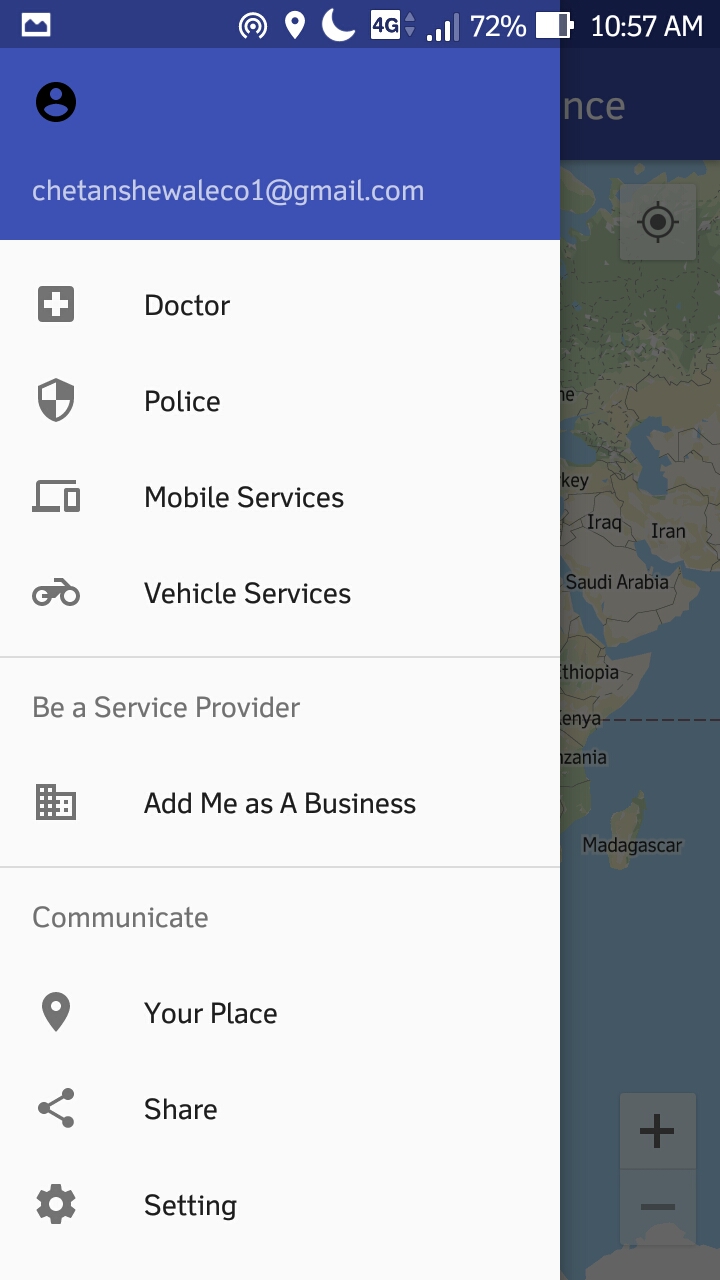 4G 72% 10:57 AM
nce
chetanshewaleco1@gmail.com
Doctor
Police
Mobile Services
Vehicle Services
Be a Service Provider
Add Me as A Business
Communicate
Your Place
Share
Setting
ne
key
Iraq
Iran
Saudi Arabia
thiopia
enya
nzania
Madagascar